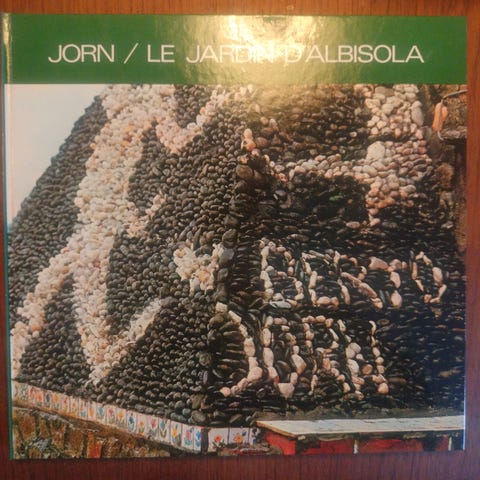 JORN / LE JARDIN D'ALBISOLA